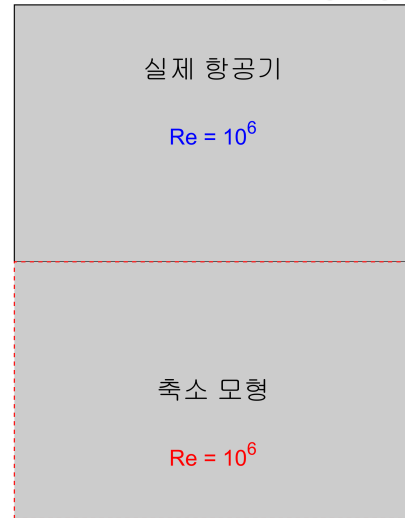 실제 항공기
Re = 10⁶
축소 모형
Re = 10⁶